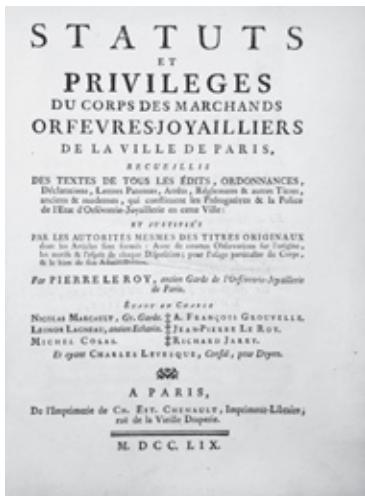 STATUTS
ET
PRIVILEGES
DU CORPS DES MARCHANDS
ORFEVRES-JOYAILLIERS
DE LA VILLE DE PARIS,
RECUEILLIS
DES TEXTES DE TOUS LES ÉDITS, ORDONNANCES,
Déclarations, Lettres Patentes, Arrêts, Réglemens & autres Titres,
anciens & modernes, qui constituent les Prérogatives & la Police
de l'Etat d'Orfévrerie-Joyaillerie en cette Ville:
ET JUSTIFIÉS
PAR LES AUTORITÉS MESMES DES TITRES ORIGINAUX
dont les Articles sont formés: Avec de courtes Observations sur l'origine,
les motifs & l'esprit de chaque Disposition; pour l'usage particulier du Corps,
& le bien de son Administration.
Par PIERRE LE ROY, ancien Garde de l'Orfévrerie-Joyaillerie
de Paris.
ÉTANT EN CHARGE
NICOLAS MARCAULT, Gr. Garde. A. FRANÇOIS GROUVELLE.
LEONOR LAGNEAU, ancien Echevin. JEAN-PIERRE LE ROY.
MICHEL COLAS. RICHARD JARRY.
Et ayant CHARLES LEVESQUE, Consul, pour Doyen.
A PARIS,
De l'Imprimerie de CH. EST. CHENAULT, Imprimeur-Libraire,
ruë de la Vieille Draperie.
M. DCC. LIX.